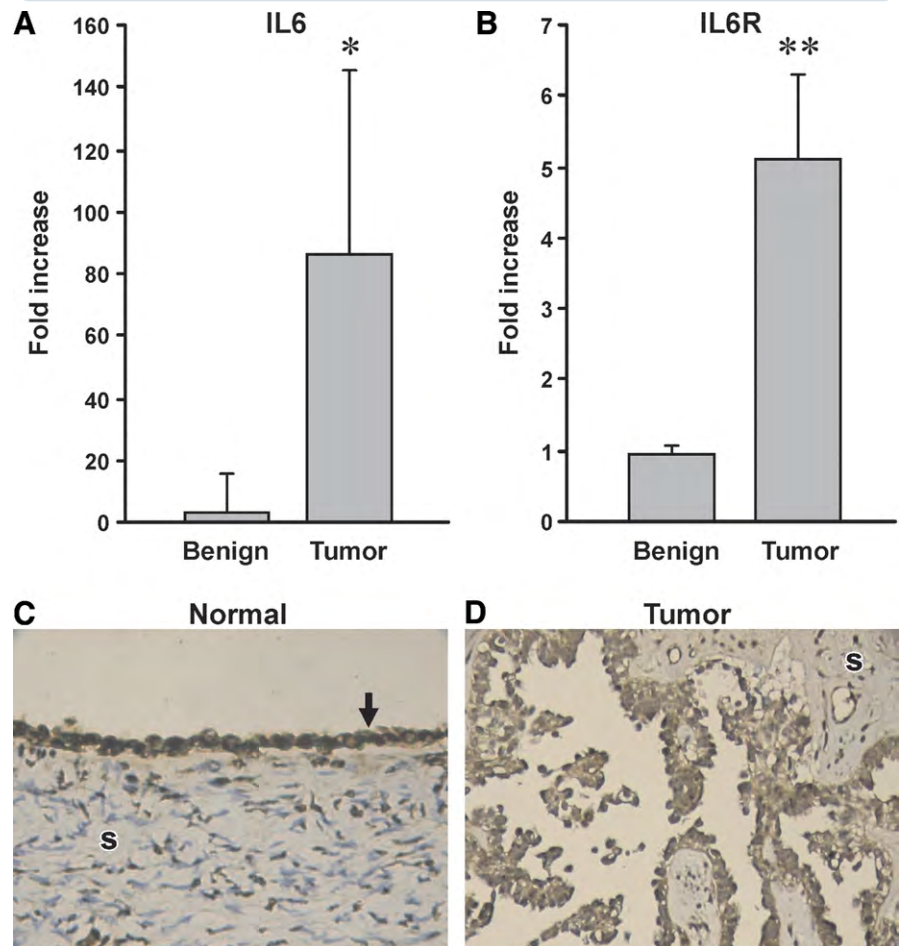 A
IL6
160
140
120
100
80
60
40
20
0
Fold increase
*
Benign Tumor
B
IL6R
7
6
5
4
3
2
1
0
Fold increase
**
Benign Tumor
C
Normal
s
D
Tumor
s